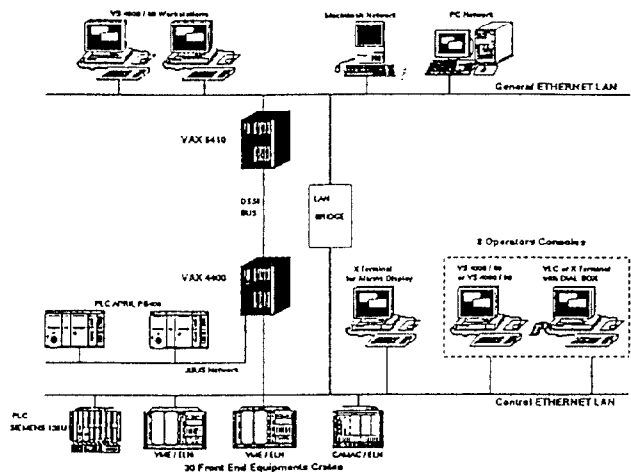 VS 4000 / 60 Workstations
Macintosh Network
PC Network
General ETHERNET LAN
VAX 6410
DSSI
BUS
LAN
BRIDGE
VAX 4400
X Terminal
for Alarms Display
8 Operators Consoles
VS 4000 / 60
or VS 4000 / 90
VLC or X Terminal
with DIAL BOX
PLC APRIL PB400
JBUS Network
Control ETHERNET LAN
PLC
SIEMENS 135U
VME / ELN
VME / ELN
CAMAC / ELN
30 Front End Equipments Crates